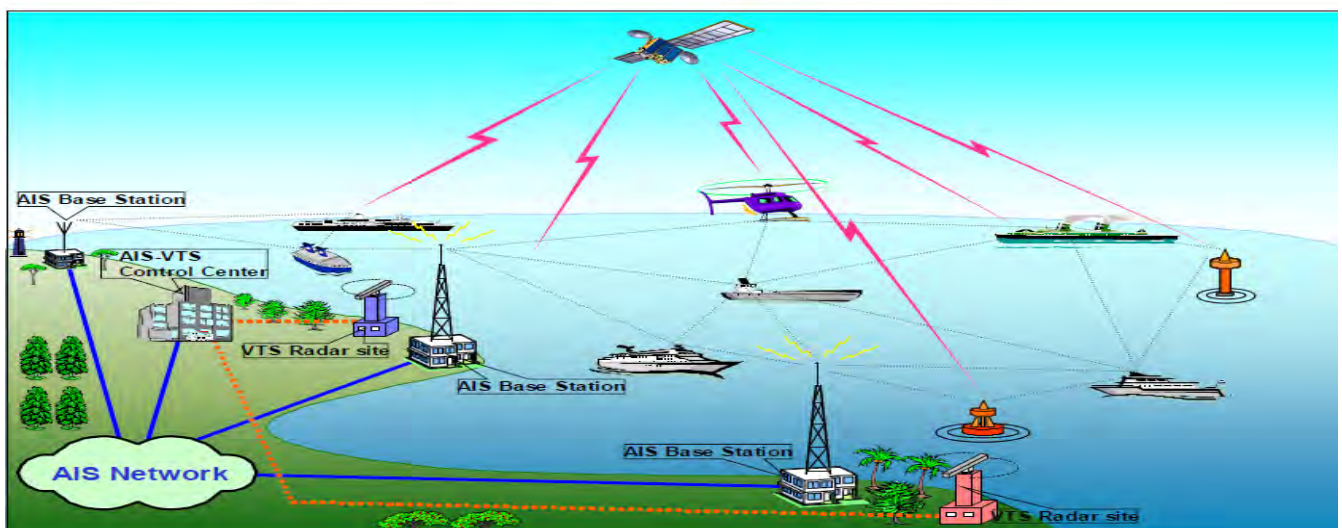 AIS Base Station
AIS-VTS
Control Center
VTS Radar site
AIS Base Station
AIS Base Station
AIS Network
VTS Radar site